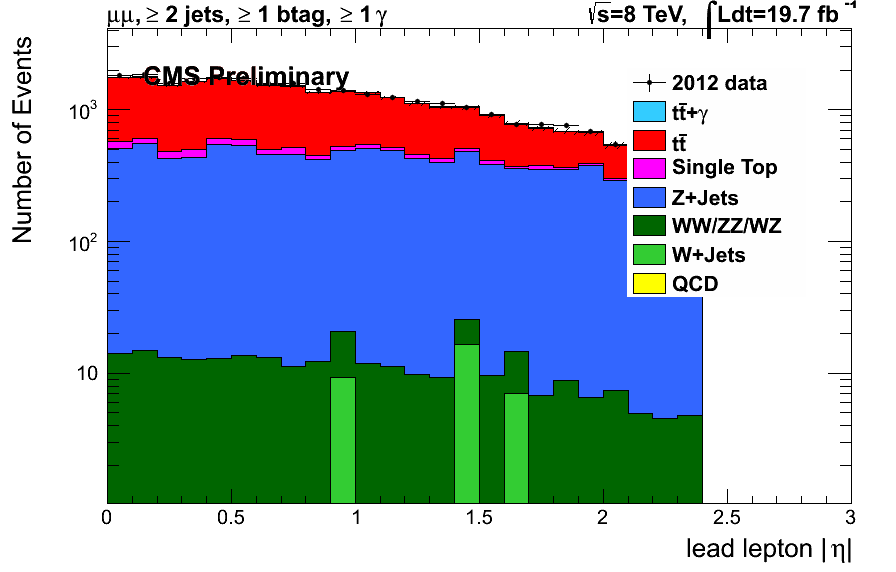 μμ, ≥ 2 jets, ≥ 1 btag, ≥ 1 γ
√s=8 TeV, ∫Ldt=19.7 fb⁻¹
CMS Preliminary
2012 data
tt̄+γ
tt̄
Single Top
Z+Jets
WW/ZZ/WZ
W+Jets
QCD
Number of Events
10³
10²
10
0 0.5 1 1.5 2 2.5 3
lead lepton |η|